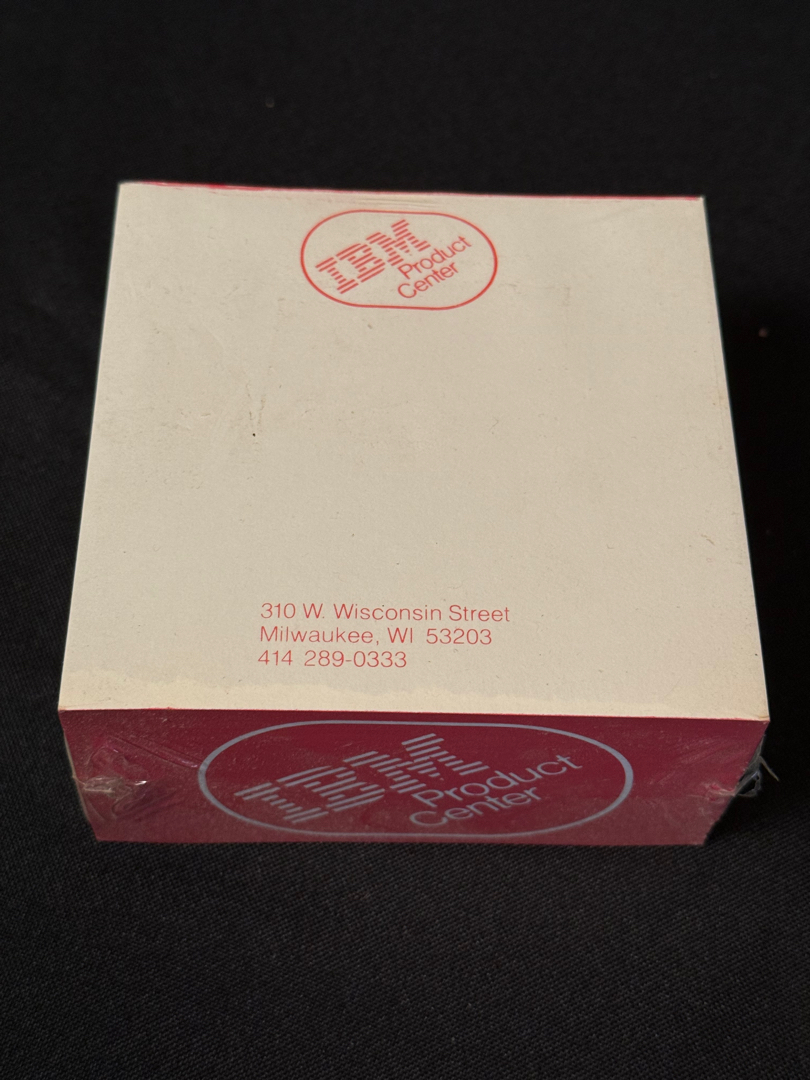 IBM Product
Center
310 W. Wisconsin Street
Milwaukee, WI 53203
414 289-0333
IBM Product
Center